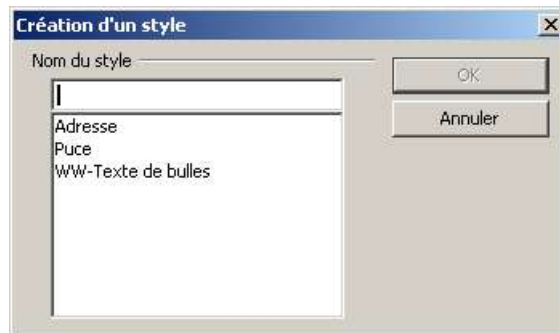 Création d'un style
Nom du style
OK
Annuler
Adresse
Puce
WW-Texte de bulles